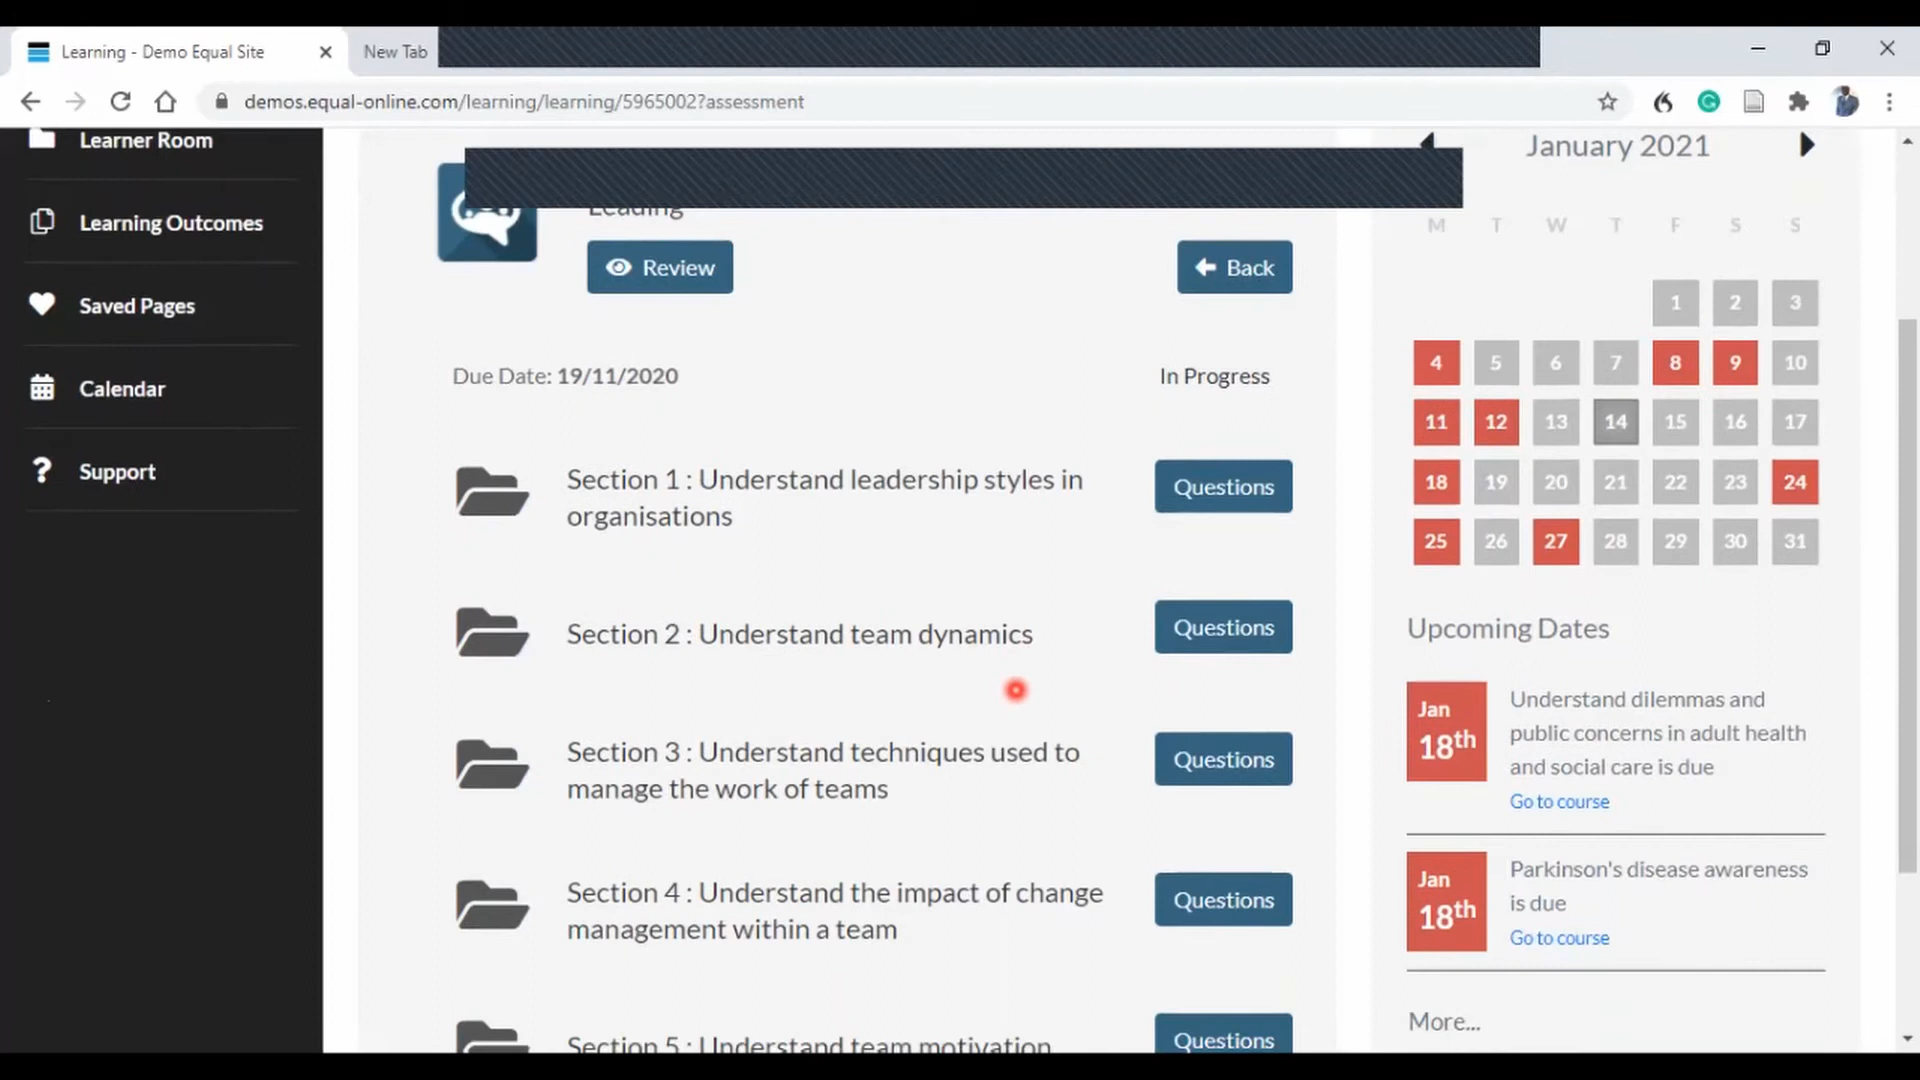 Learning - Demo Equal Site
New Tab
demos.equal-online.com/learning/learning/5965002?assessment
Learner Room
Learning Outcomes
Saved Pages
Calendar
Support
Leading
Review
Back
Due Date: 19/11/2020
In Progress
Section 1 : Understand leadership styles in
organisations
Questions
Section 2 : Understand team dynamics
Questions
Section 3 : Understand techniques used to
manage the work of teams
Questions
Section 4 : Understand the impact of change
management within a team
Questions
Section 5 : Understand team motivation
Questions
January 2021
M T W T F S S
1 2 3
4 5 6 7 8 9 10
11 12 13 14 15 16 17
18 19 20 21 22 23 24
25 26 27 28 29 30 31
Upcoming Dates
Jan
18th
Understand dilemmas and
public concerns in adult health
and social care is due
Go to course
Jan
18th
Parkinson's disease awareness
is due
Go to course
More...